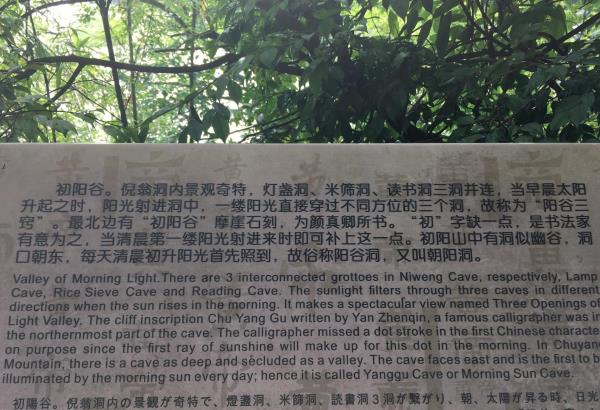 初阳谷。倪翁洞内景观奇特，灯盏洞、米筛洞、读书洞三洞并连，当早晨太阳
升起之时，阳光射进洞中，一缕阳光直接穿过不同方位的三个洞，故称为“阳谷三
窍”。最北边有“初阳谷”摩崖石刻，为颜真卿所书。“初”字缺一点，是书法家
有意为之，当清晨第一缕阳光射进来时即可补上这一点。初阳山中有洞似幽谷，洞
口朝东，每天清晨初升阳光首先照到，故俗称阳谷洞，又叫朝阳洞。
Valley of Morning Light.There are 3 interconnected grottoes in Niweng Cave, respectively, Lamp
Cave, Rice Sieve Cave and Reading Cave. The sunlight filters through three caves in different
directions when the sun rises in the morning. It makes a spectacular view named Three Openings of
Light Valley. The cliff inscription Chu Yang Gu written by Yan Zhenqin, a famous calligrapher was in
the northernmost part of the cave. The calligrapher missed a dot stroke in the first Chinese characte
on purpose since the first ray of sunshine will make up for this dot in the morning. In Chuyang
Mountain, there is a cave as deep and secluded as a valley. The cave faces east and is the first to be
illuminated by the morning sun every day; hence it is called Yanggu Cave or Morning Sun Cave.
初陽谷。倪翁洞内の景観が奇特で、燈盞洞、米篩洞、読書洞3洞が繋がり、朝、太陽が昇る時、日光